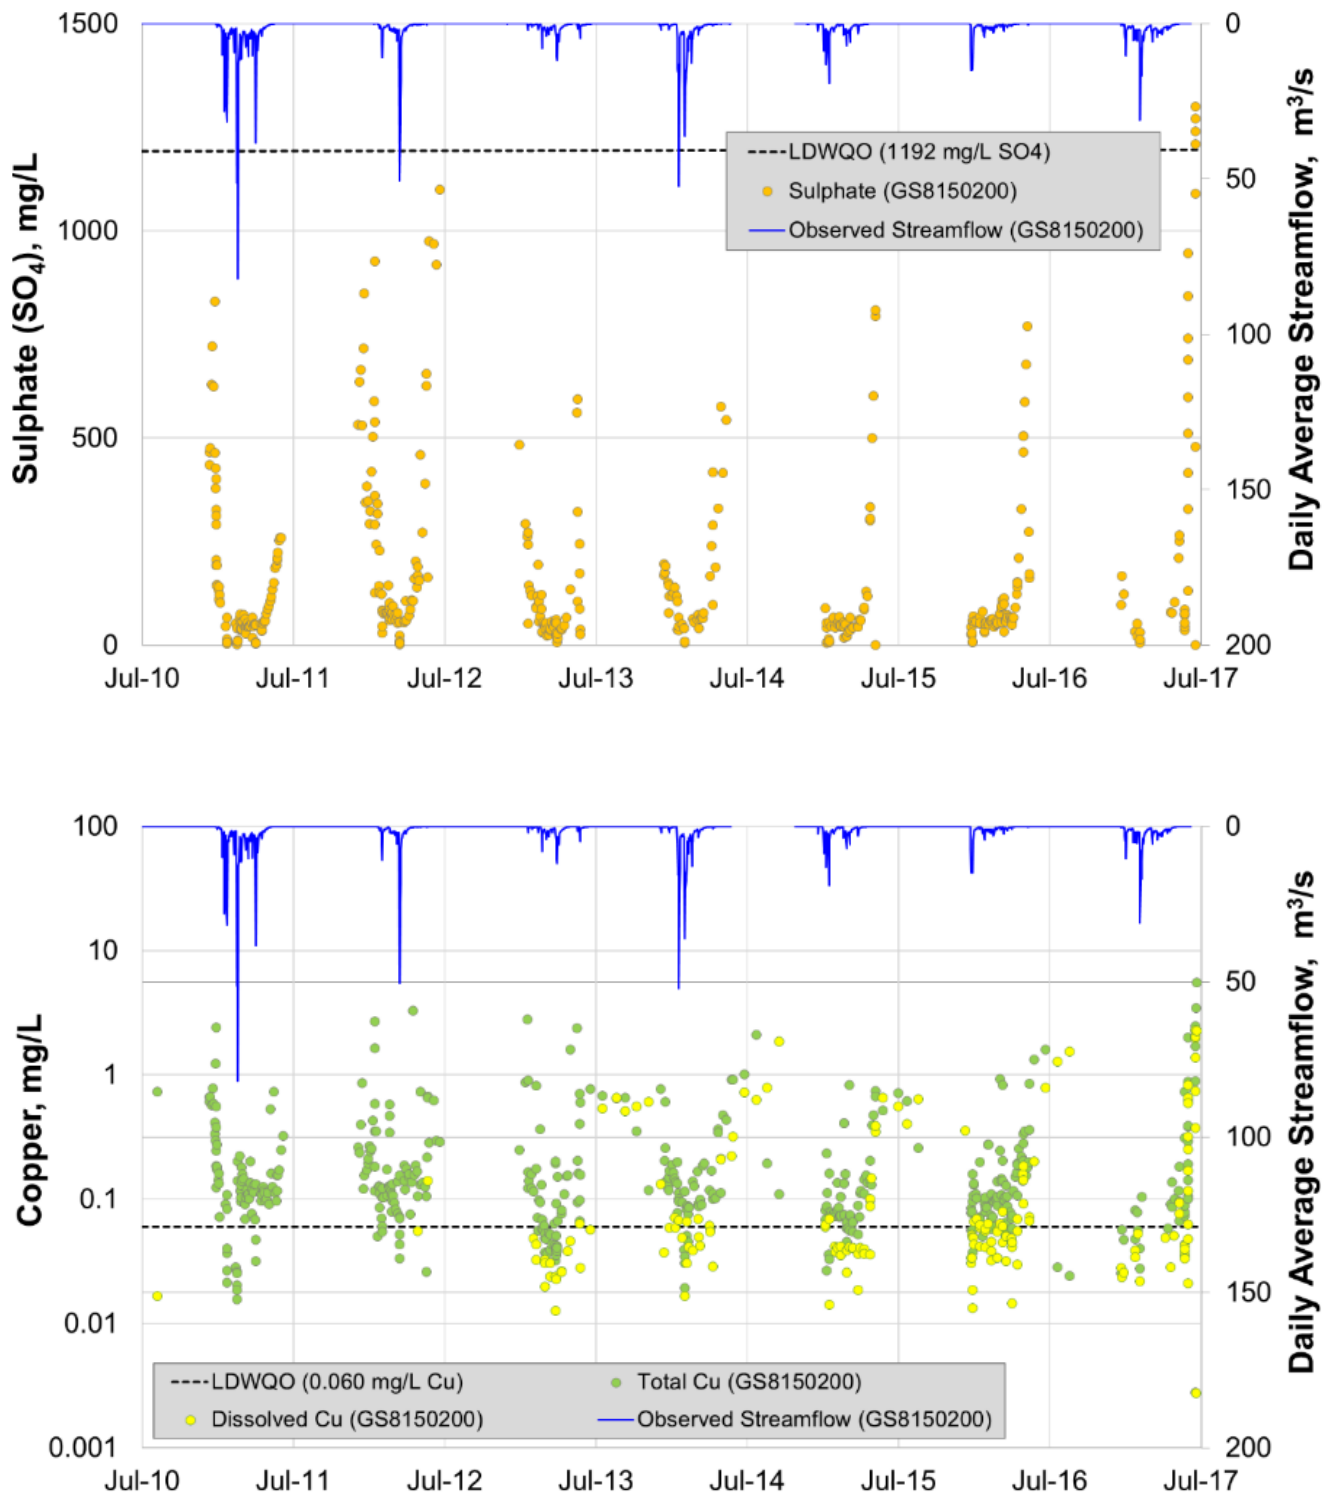 1500
1000
500
0
Sulphate (SO₄), mg/L
0
50
100
150
200
Daily Average Streamflow, m³/s
LDWQO (1192 mg/L SO4)
Sulphate (GS8150200)
Observed Streamflow (GS8150200)
Jul-10 Jul-11 Jul-12 Jul-13 Jul-14 Jul-15 Jul-16 Jul-17
100
10
1
0.1
0.01
0.001
Copper, mg/L
0
50
100
150
200
Daily Average Streamflow, m³/s
LDWQO (0.060 mg/L Cu) Total Cu (GS8150200)
Dissolved Cu (GS8150200) Observed Streamflow (GS8150200)
Jul-10 Jul-11 Jul-12 Jul-13 Jul-14 Jul-15 Jul-16 Jul-17